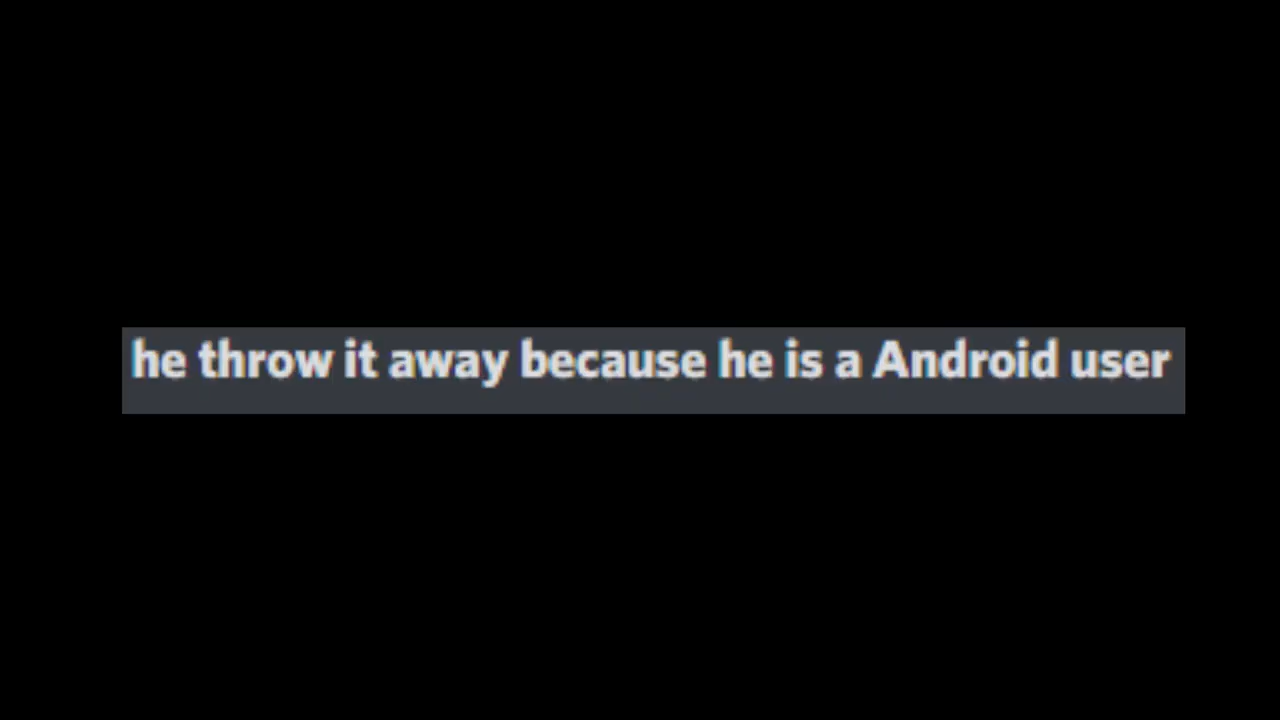 he throw it away because he is a Android user